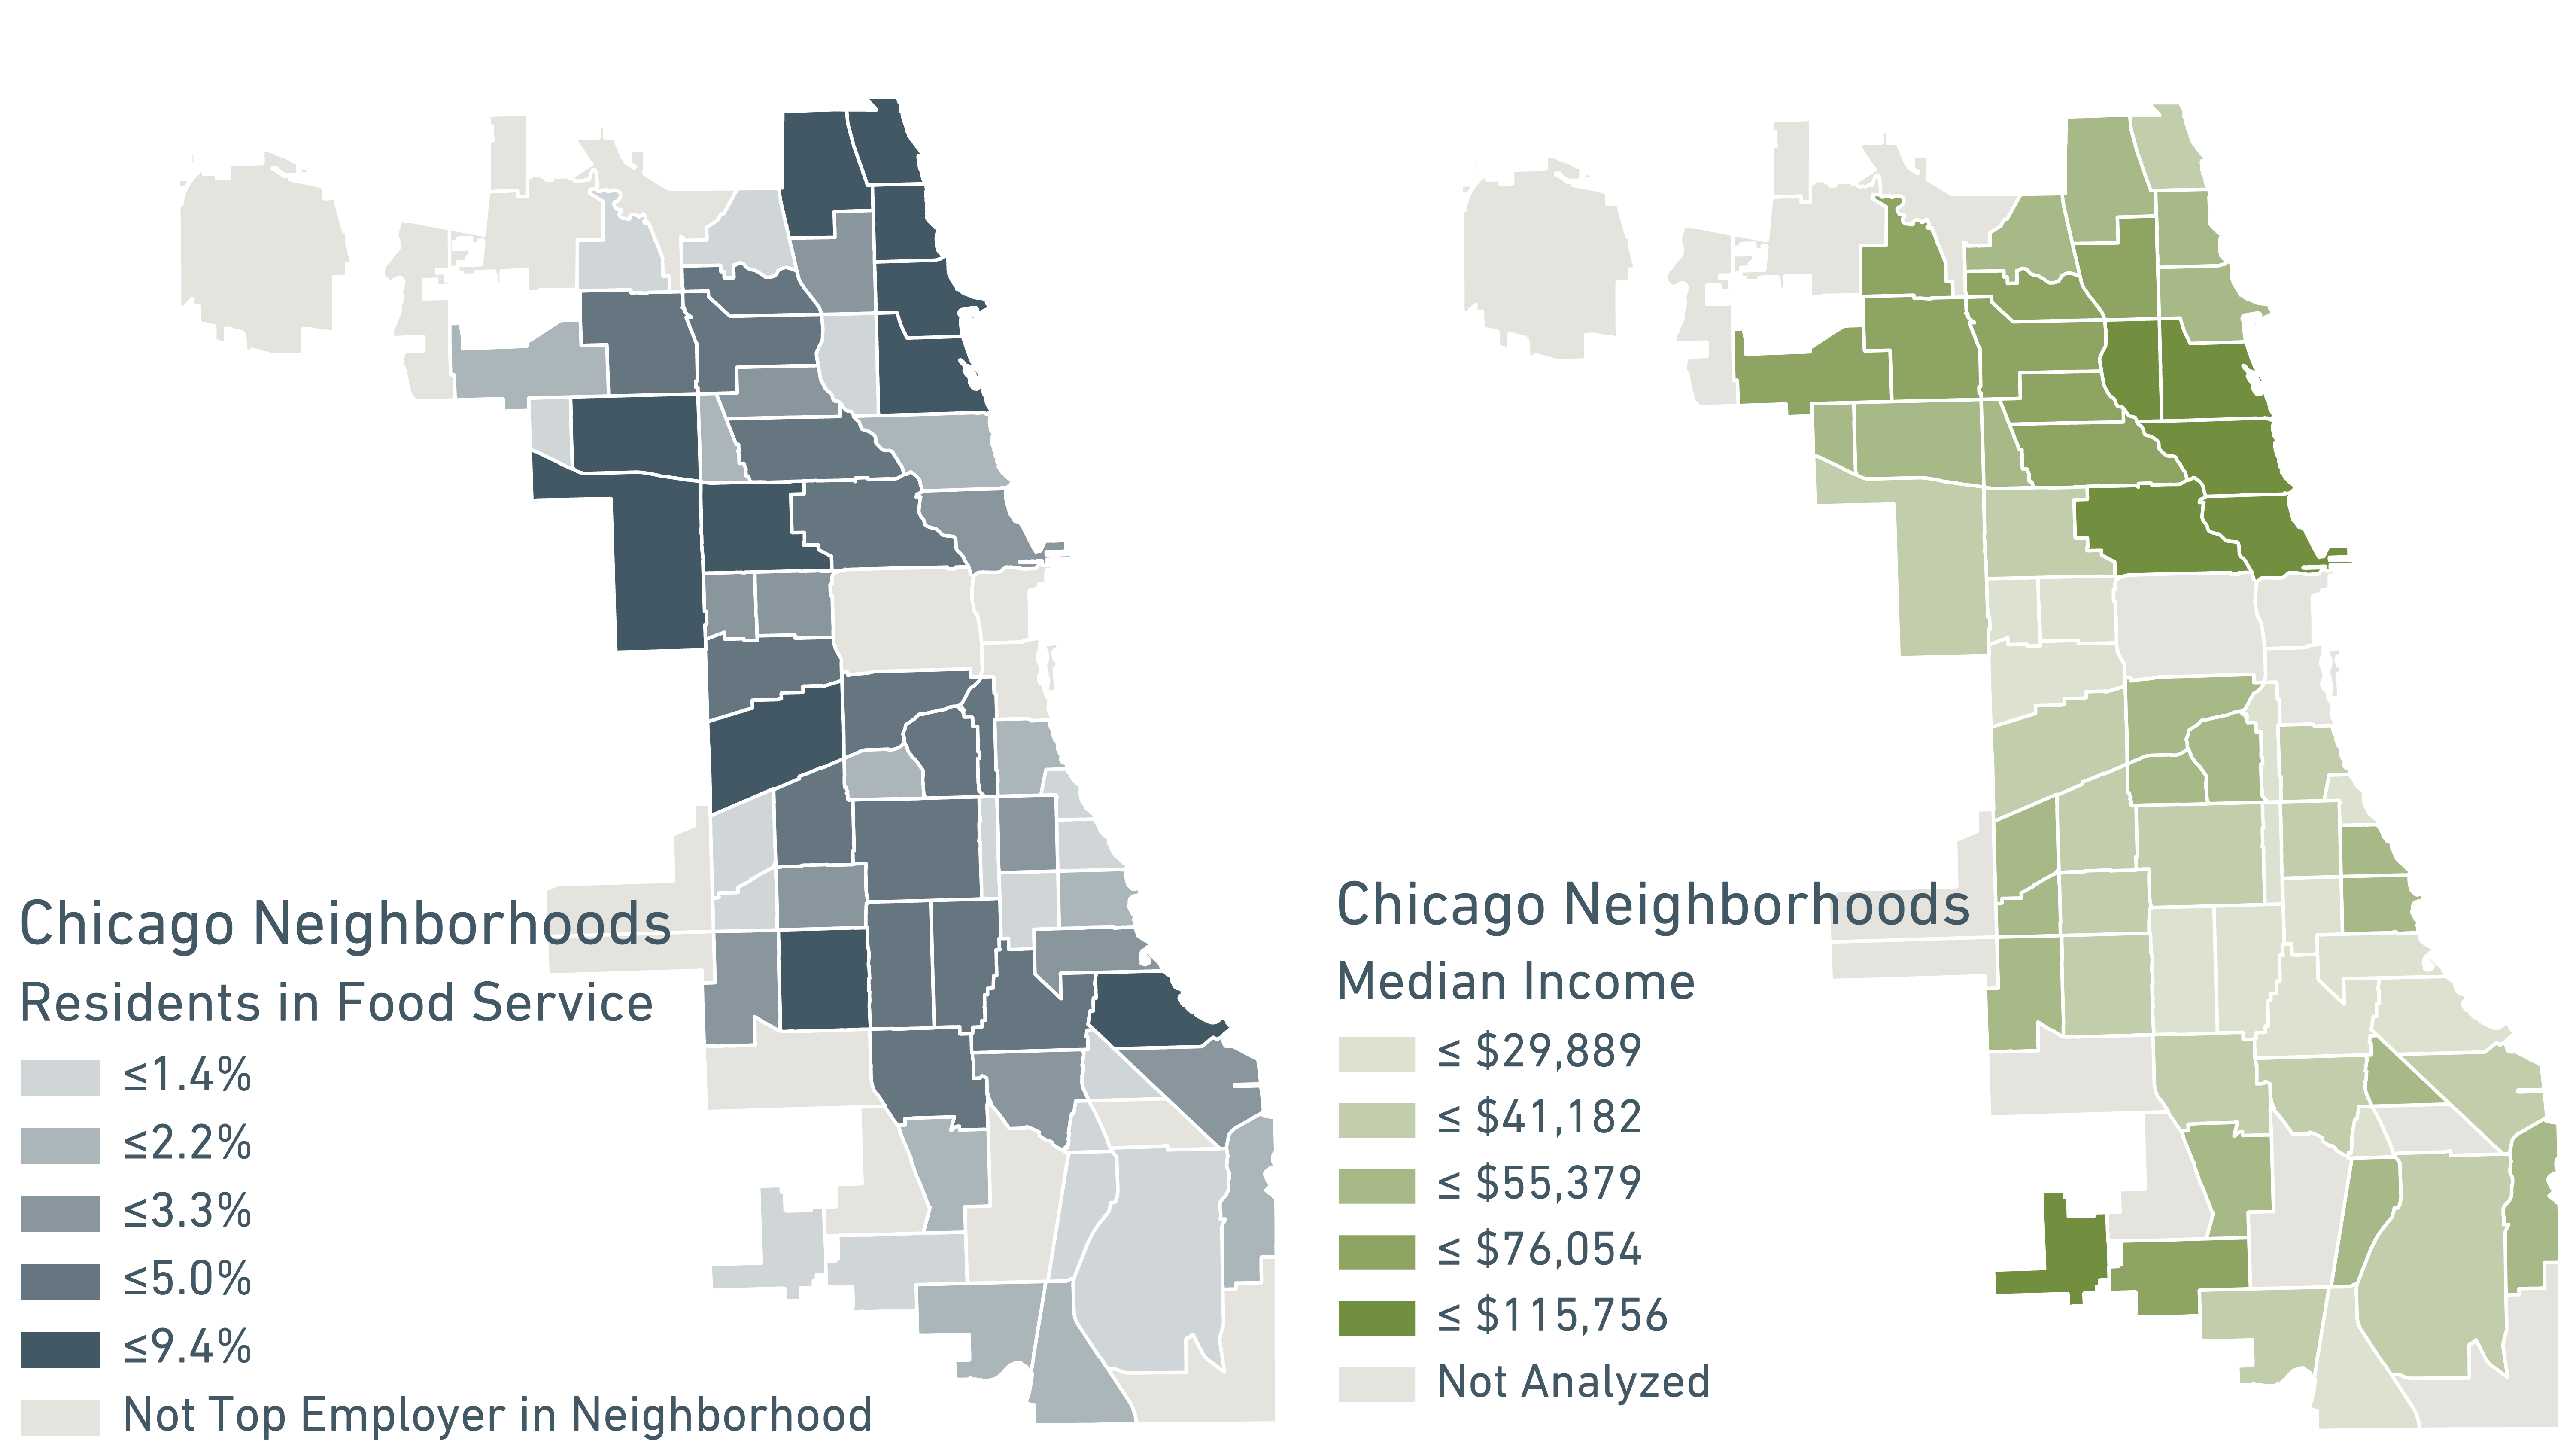 Chicago Neighborhoods
Residents in Food Service
≤1.4%
≤2.2%
≤3.3%
≤5.0%
≤9.4%
Not Top Employer in Neighborhood
Chicago Neighborhoods
Median Income
≤ $29,889
≤ $41,182
≤ $55,379
≤ $76,054
≤ $115,756
Not Analyzed